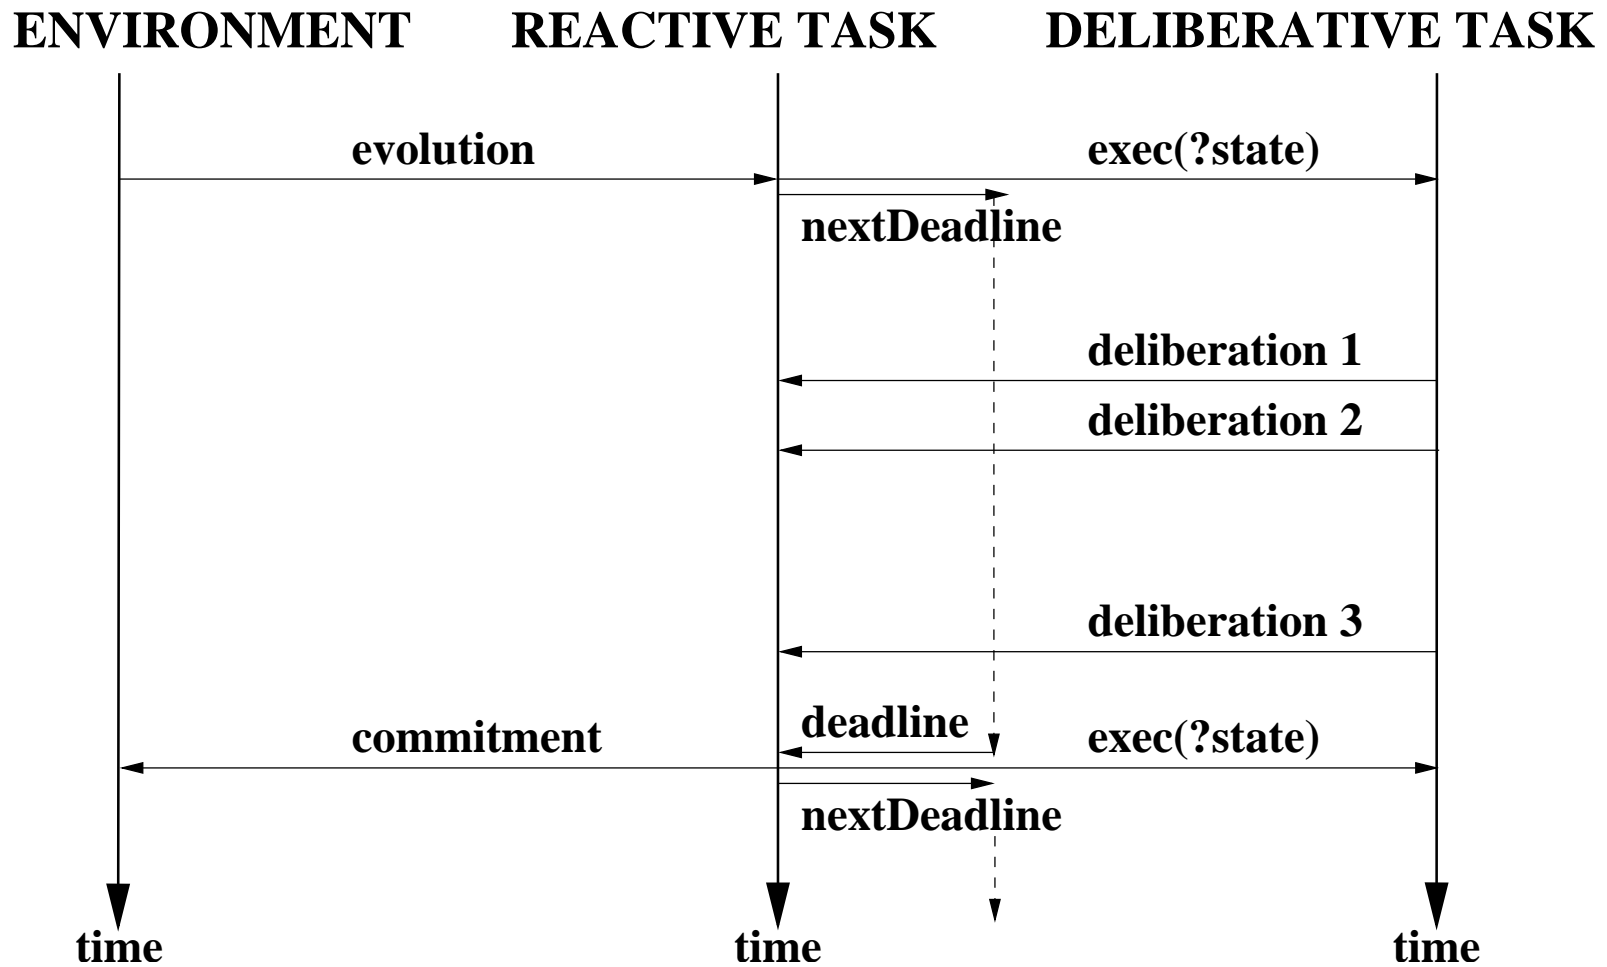 ENVIRONMENT REACTIVE TASK DELIBERATIVE TASK
evolution exec(?state)
nextDeadline
deliberation 1
deliberation 2
deliberation 3
deadline
commitment exec(?state)
nextDeadline
time time time